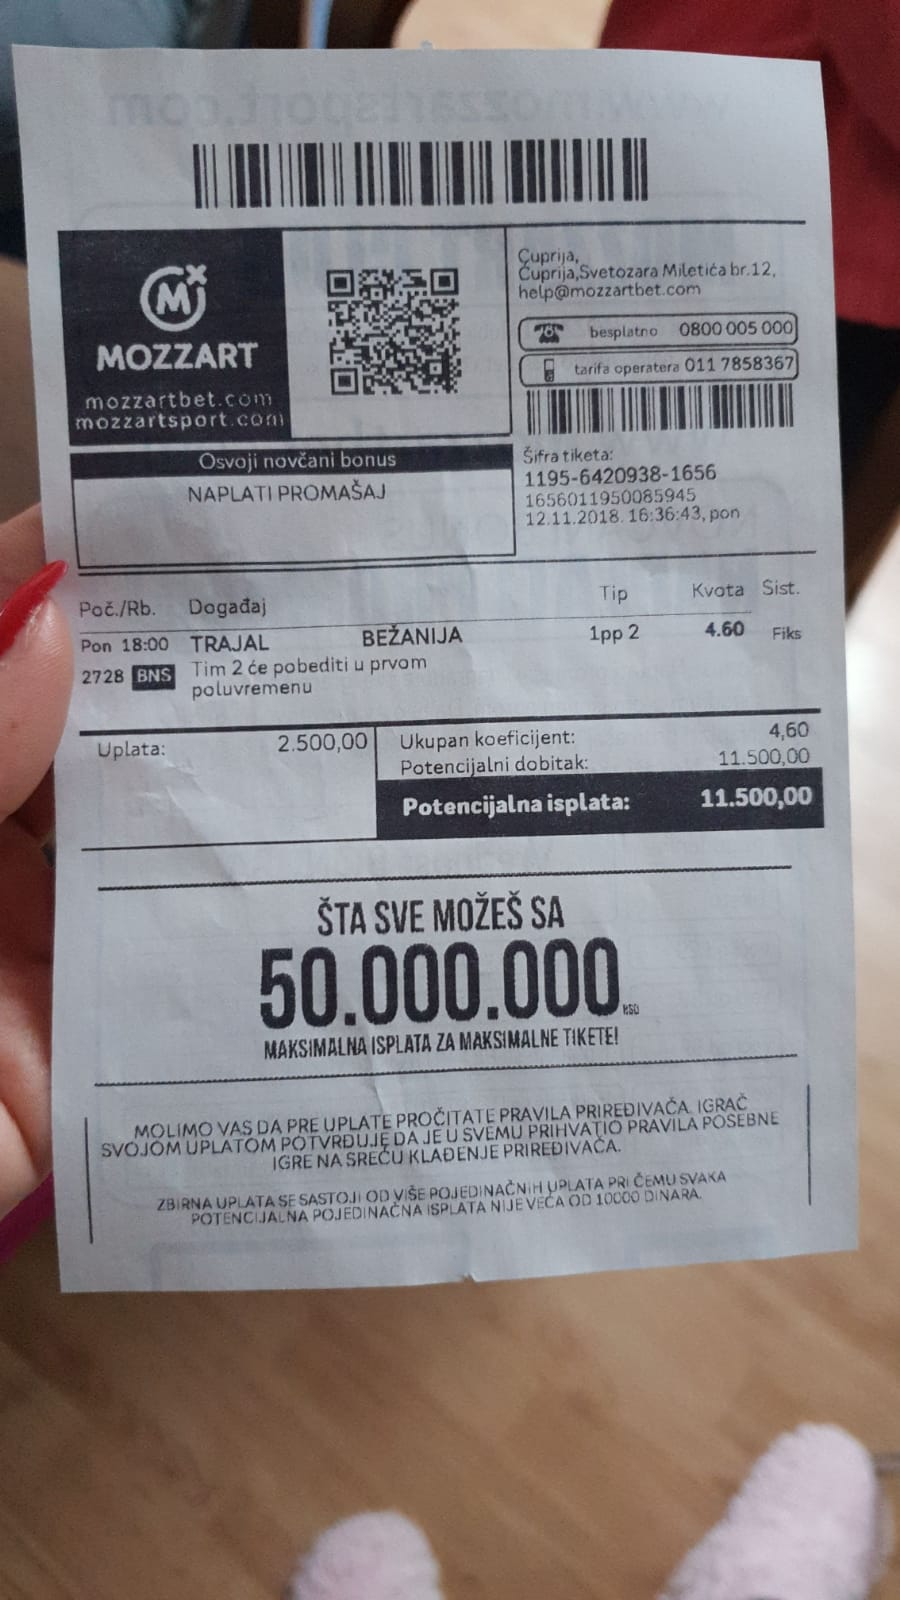 MOZZART
mozzartbet.com
mozzartsport.com
Ćuprija,
Ćuprija,Svetozara Miletića br.12,
help@mozzartbet.com
besplatno 0800 005 000
tarifa operatera 011 7858367
Osvoji novčani bonus
NAPLATI PROMAŠAJ
Šifra tiketa:
1195-6420938-1656
1656011950085945
12.11.2018. 16:36:43, pon
Poč./Rb. Događaj Tip Kvota Sist.
Pon 18:00 TRAJAL BEŽANIJA 1pp 2 4.60 Fiks
2728 BNS Tim 2 će pobediti u prvom
poluvremenu
Uplata: 2.500,00
Ukupan koeficijent: 4,60
Potencijalni dobitak: 11.500,00
Potencijalna isplata: 11.500,00
ŠTA SVE MOŽEŠ SA
50.000.000 RSD
MAKSIMALNA ISPLATA ZA MAKSIMALNE TIKETE!
MOLIMO VAS DA PRE UPLATE PROČITATE PRAVILA PRIREĐIVAČA. IGRAČ
SVOJOM UPLATOM POTVRĐUJE DA JE U SVEMU PRIHVATIO PRAVILA POSEBNE
IGRE NA SREĆU KLAĐENJE PRIREĐIVAČA.
ZBIRNA UPLATA SE SASTOJI OD VIŠE POJEDINAČNIH UPLATA PRI ČEMU SVAKA
POTENCIJALNA POJEDINAČNA ISPLATA NIJE VEĆA OD 10000 DINARA.